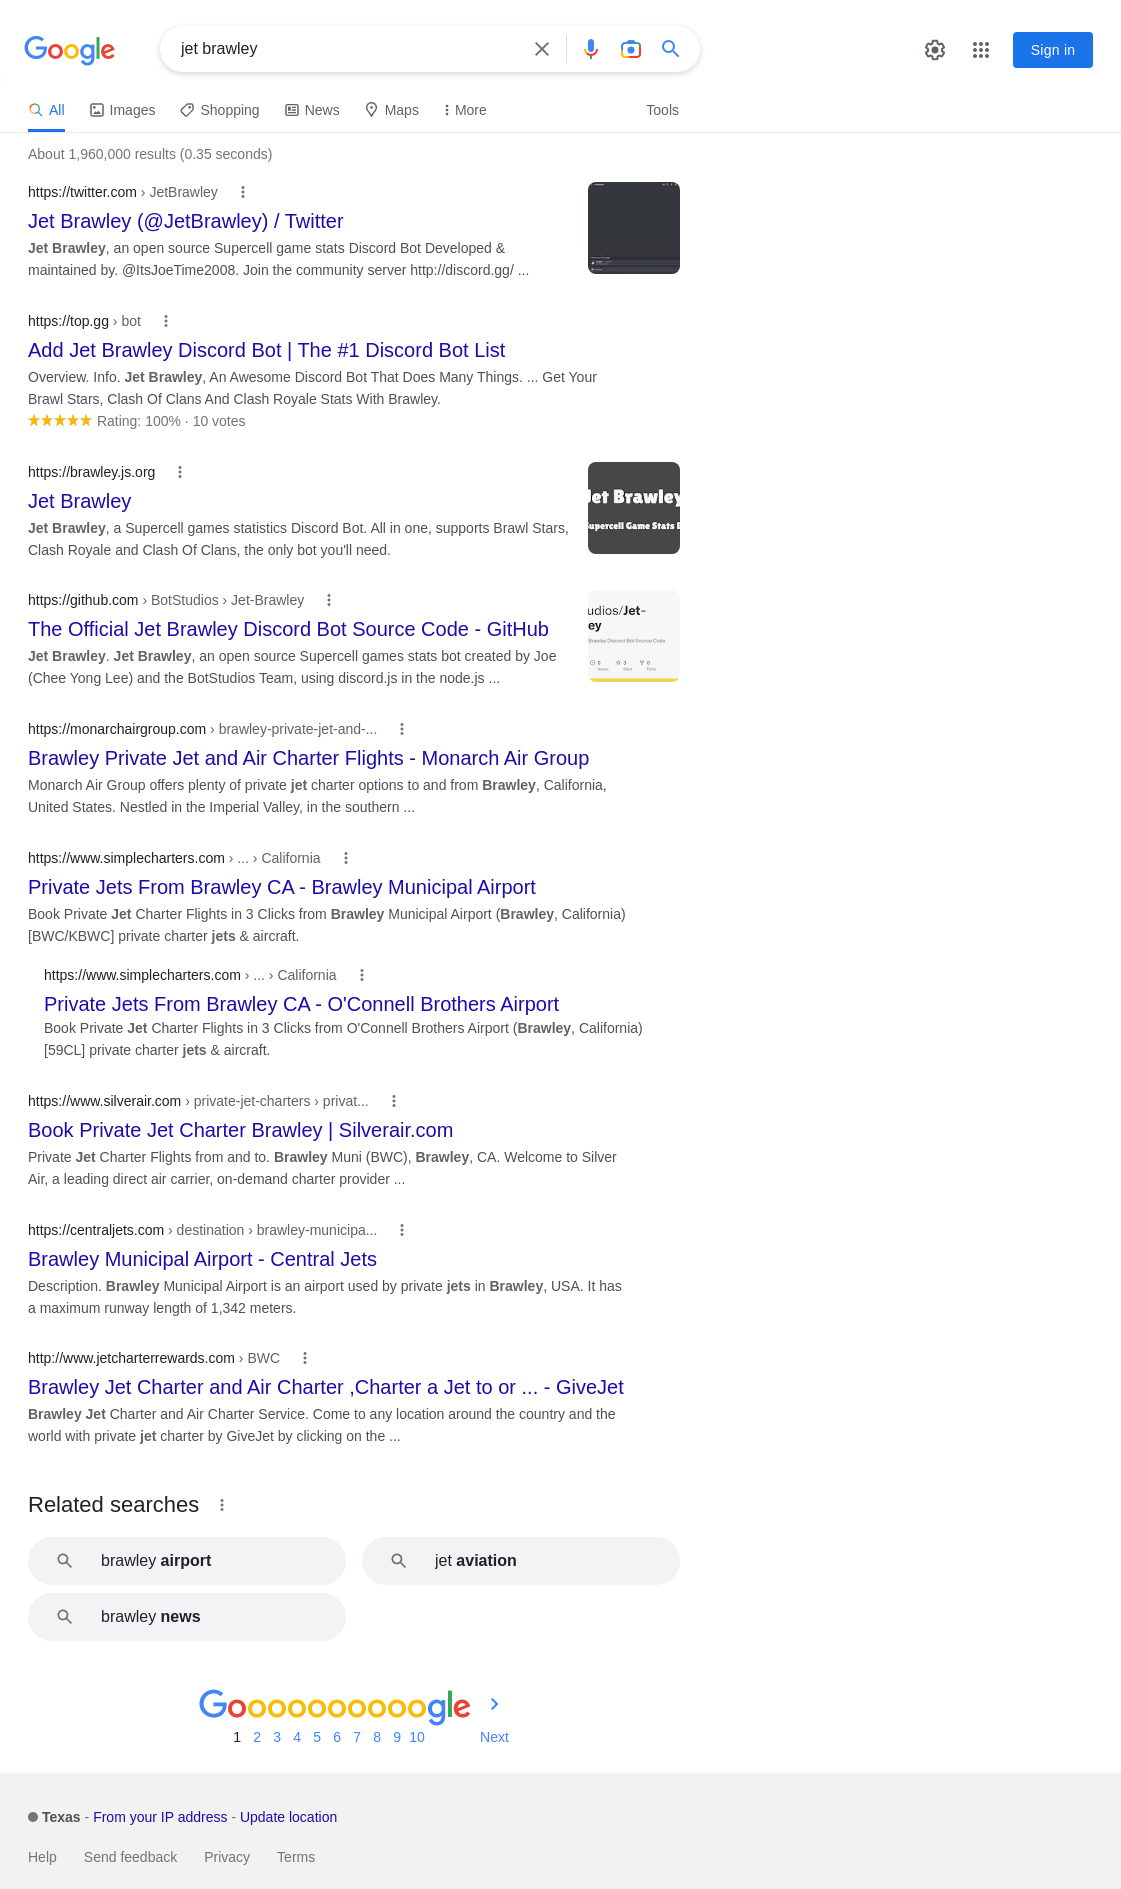 Google
jet brawley
Sign in
All
Images
Shopping
News
Maps
More
Tools
About 1,960,000 results (0.35 seconds)
https://twitter.com › JetBrawley
Jet Brawley (@JetBrawley) / Twitter
Jet Brawley, an open source Supercell game stats Discord Bot Developed &
maintained by. @ItsJoeTime2008. Join the community server http://discord.gg/ ...
https://top.gg › bot
Add Jet Brawley Discord Bot | The #1 Discord Bot List
Overview. Info. Jet Brawley, An Awesome Discord Bot That Does Many Things. ... Get Your
Brawl Stars, Clash Of Clans And Clash Royale Stats With Brawley.
Rating: 100% · 10 votes
https://brawley.js.org
Jet Brawley
Jet Brawley, a Supercell games statistics Discord Bot. All in one, supports Brawl Stars,
Clash Royale and Clash Of Clans, the only bot you'll need.
Jet Brawley
Supercell Game Stats B
https://github.com › BotStudios › Jet-Brawley
The Official Jet Brawley Discord Bot Source Code - GitHub
Jet Brawley. Jet Brawley, an open source Supercell games stats bot created by Joe
(Chee Yong Lee) and the BotStudios Team, using discord.js in the node.js ...
udios/Jet-
ey
Brawley Discord Bot Source Code
0 3 0
Issues Stars Forks
https://monarchairgroup.com › brawley-private-jet-and-...
Brawley Private Jet and Air Charter Flights - Monarch Air Group
Monarch Air Group offers plenty of private jet charter options to and from Brawley, California,
United States. Nestled in the Imperial Valley, in the southern ...
https://www.simplecharters.com › ... › California
Private Jets From Brawley CA - Brawley Municipal Airport
Book Private Jet Charter Flights in 3 Clicks from Brawley Municipal Airport (Brawley, California)
[BWC/KBWC] private charter jets & aircraft.
https://www.simplecharters.com › ... › California
Private Jets From Brawley CA - O'Connell Brothers Airport
Book Private Jet Charter Flights in 3 Clicks from O'Connell Brothers Airport (Brawley, California)
[59CL] private charter jets & aircraft.
https://www.silverair.com › private-jet-charters › privat...
Book Private Jet Charter Brawley | Silverair.com
Private Jet Charter Flights from and to. Brawley Muni (BWC), Brawley, CA. Welcome to Silver
Air, a leading direct air carrier, on-demand charter provider ...
https://centraljets.com › destination › brawley-municipa...
Brawley Municipal Airport - Central Jets
Description. Brawley Municipal Airport is an airport used by private jets in Brawley, USA. It has
a maximum runway length of 1,342 meters.
http://www.jetcharterrewards.com › BWC
Brawley Jet Charter and Air Charter ,Charter a Jet to or ... - GiveJet
Brawley Jet Charter and Air Charter Service. Come to any location around the country and the
world with private jet charter by GiveJet by clicking on the ...
Related searches
brawley airport
jet aviation
brawley news
Goooooooooogle
1 2 3 4 5 6 7 8 9 10 Next
Texas - From your IP address - Update location
Help Send feedback Privacy Terms